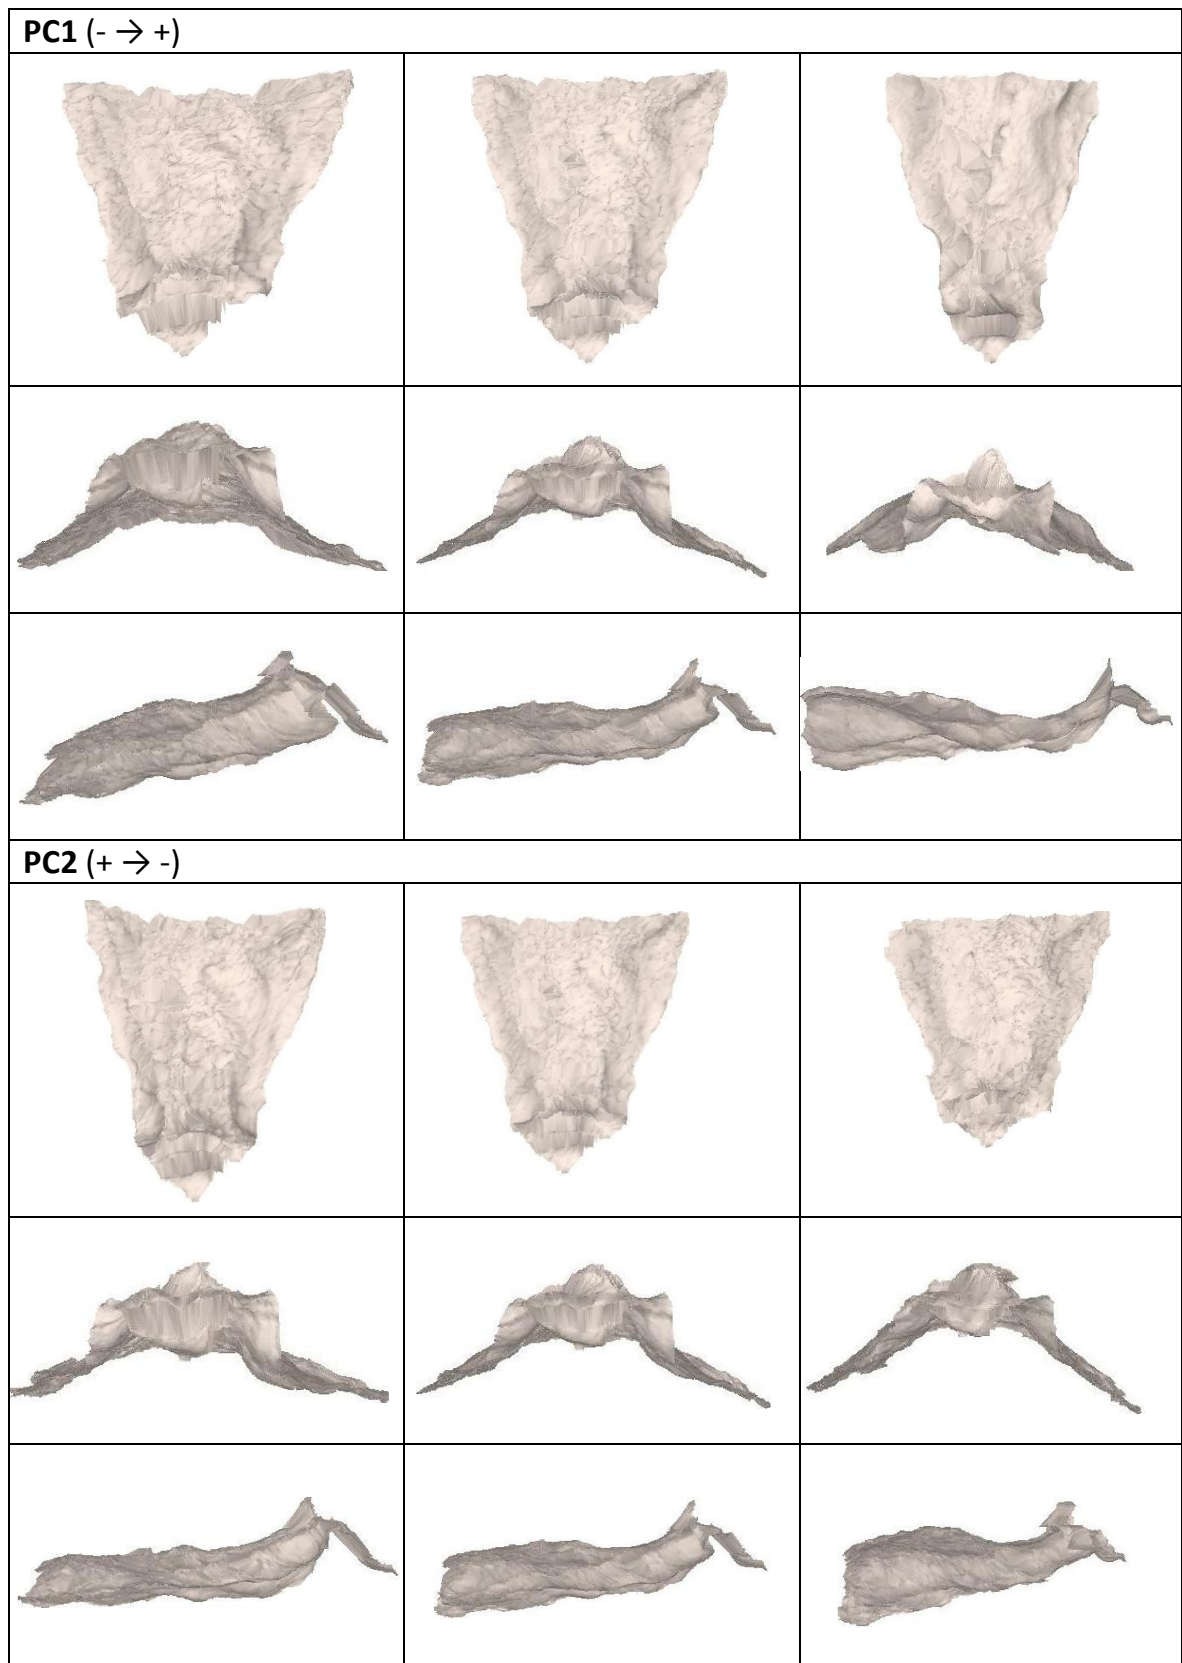 PC1 (- → +)
PC2 (+ → -)